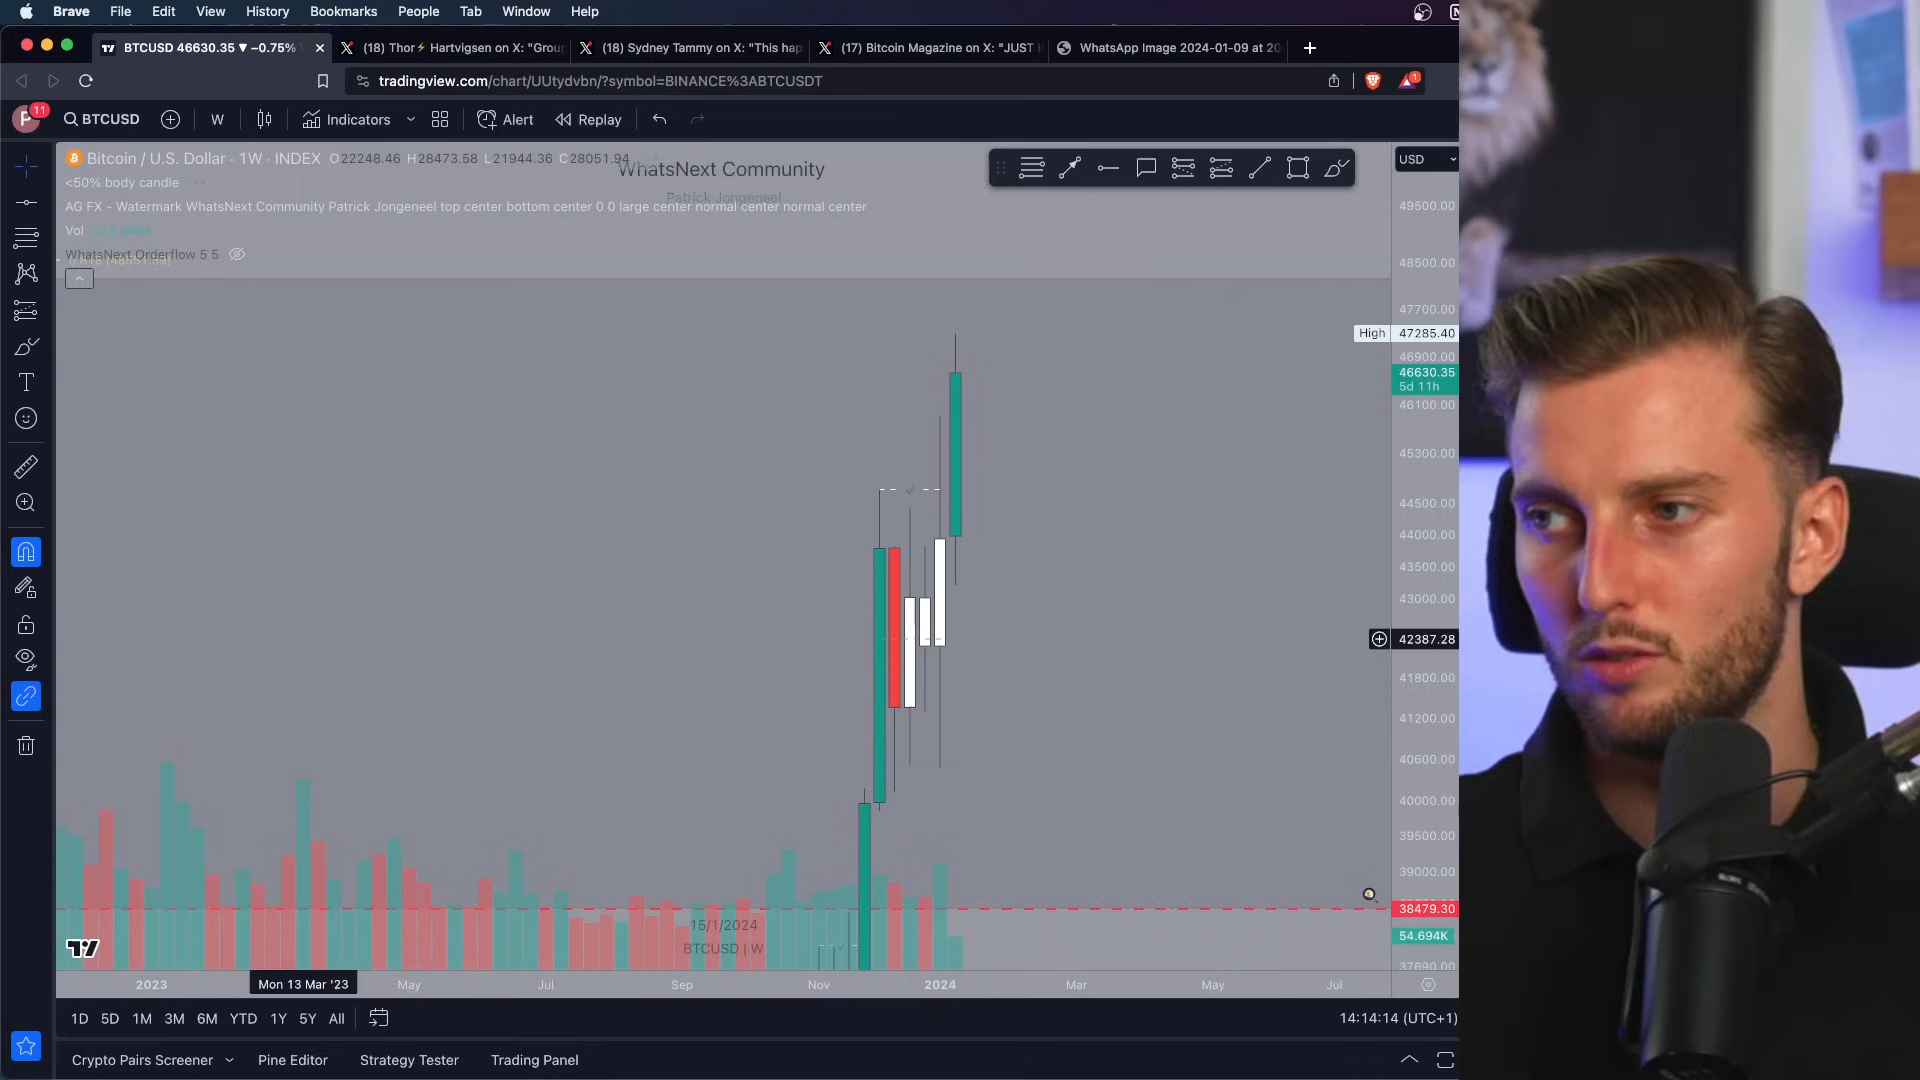 Brave File Edit View History Bookmarks People Tab Window Help
BTCUSD 46630.35 ▼ −0.75%
(18) Thor⚡ Hartvigsen on X: "Grou
(18) Sydney Tammy on X: "This hap
(17) Bitcoin Magazine on X: "JUST
WhatsApp Image 2024-01-09 at 20
tradingview.com/chart/UUtydvbn/?symbol=BINANCE%3ABTCUSDT
1
P 11 BTCUSD W Indicators Alert Replay
Bitcoin / U.S. Dollar · 1W · INDEX O22248.46 H28473.58 L21944.36 C28051.94
WhatsNext Community
Patrick Jongeneel
<50% body candle
AG FX - Watermark WhatsNext Community Patrick Jongeneel top center bottom center 0 0 large center normal center normal center
Vol
WhatsNext Orderflow 5 5
USD
49500.00
48500.00
47700.00
High 47285.40
46900.00
46630.35
5d 11h
46100.00
45300.00
44500.00
44000.00
43500.00
43000.00
42387.28
41800.00
41200.00
40600.00
40000.00
39500.00
39000.00
38479.30
54.694K
37690.00
15/1/2024
BTCUSD | W
2023 Mon 13 Mar '23 May Jul Sep Nov 2024 Mar May Jul
1D 5D 1M 3M 6M YTD 1Y 5Y All
14:14:14 (UTC+1)
Crypto Pairs Screener Pine Editor Strategy Tester Trading Panel